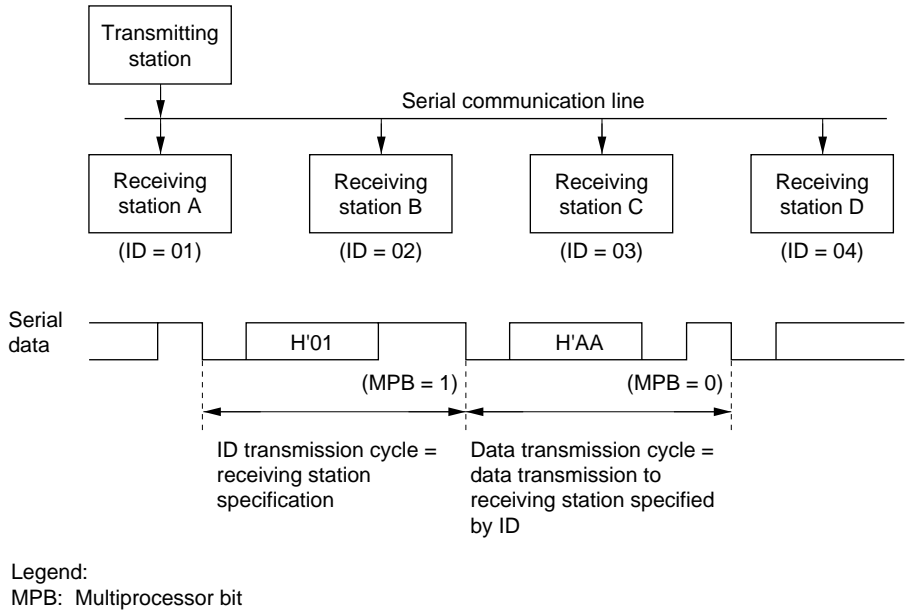 Transmitting
station
Serial communication line
Receiving
station A
Receiving
station B
Receiving
station C
Receiving
station D
(ID = 01)
(ID = 02)
(ID = 03)
(ID = 04)
Serial
data
H'01
H'AA
(MPB = 1)
(MPB = 0)
ID transmission cycle =
receiving station
specification
Data transmission cycle =
data transmission to
receiving station specified
by ID
Legend:
MPB: Multiprocessor bit